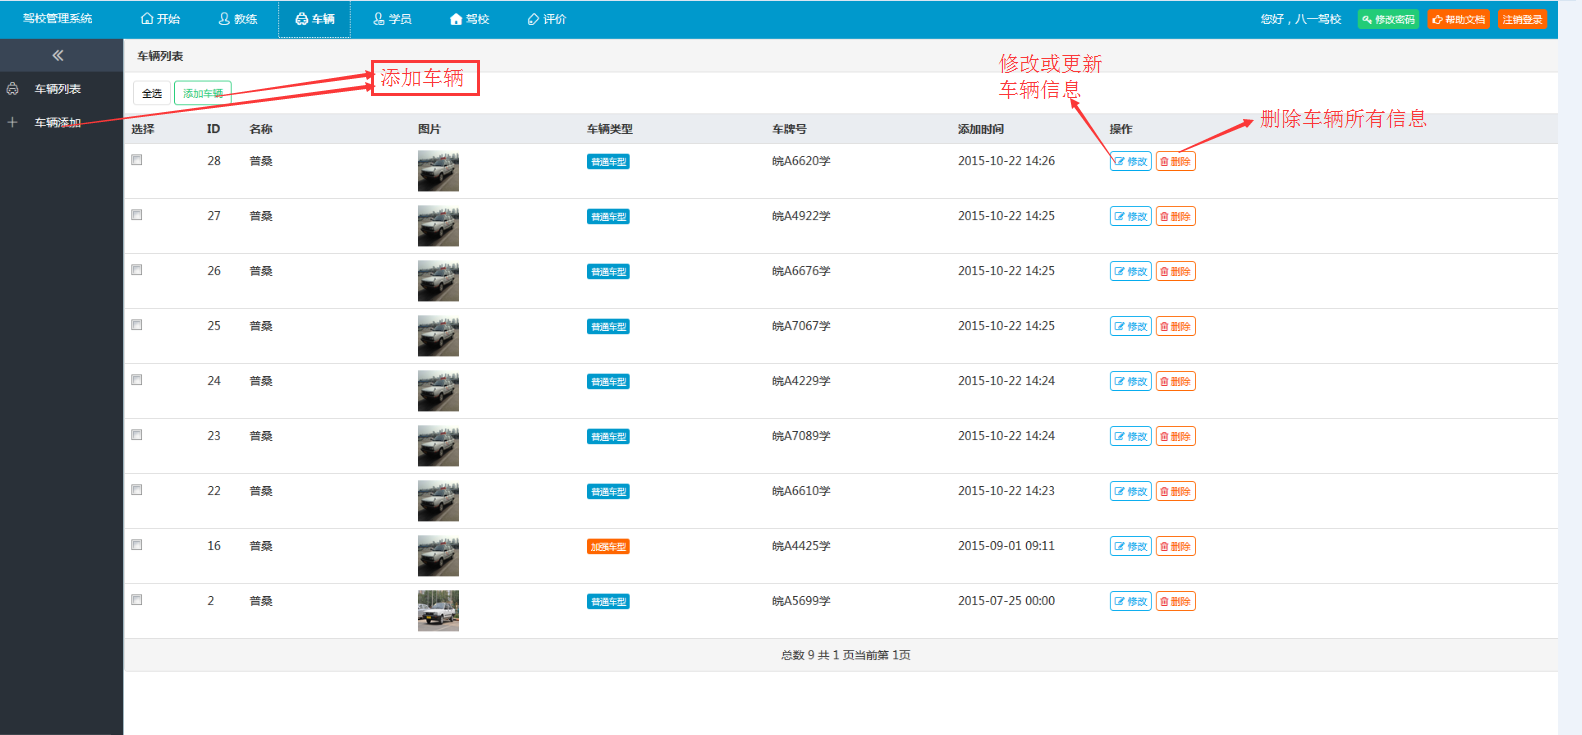 驾校管理系统 开始 教练 车辆 学员 驾校 评价 您好，八一驾校 修改密码 帮助文档 注销登录
车辆列表
车辆列表
车辆添加
全选 添加车辆
添加车辆
修改或更新
车辆信息
删除车辆所有信息
选择 ID 名称 图片 车辆类型 车牌号 添加时间 操作
28 普桑 普通车型 皖A6620学 2015-10-22 14:26 修改 删除
27 普桑 普通车型 皖A4922学 2015-10-22 14:25 修改 删除
26 普桑 普通车型 皖A6676学 2015-10-22 14:25 修改 删除
25 普桑 普通车型 皖A7067学 2015-10-22 14:25 修改 删除
24 普桑 普通车型 皖A4229学 2015-10-22 14:24 修改 删除
23 普桑 普通车型 皖A7089学 2015-10-22 14:24 修改 删除
22 普桑 普通车型 皖A6610学 2015-10-22 14:23 修改 删除
16 普桑 加强车型 皖A4425学 2015-09-01 09:11 修改 删除
2 普桑 普通车型 皖A5699学 2015-07-25 00:00 修改 删除
总数 9 共 1 页当前第 1页